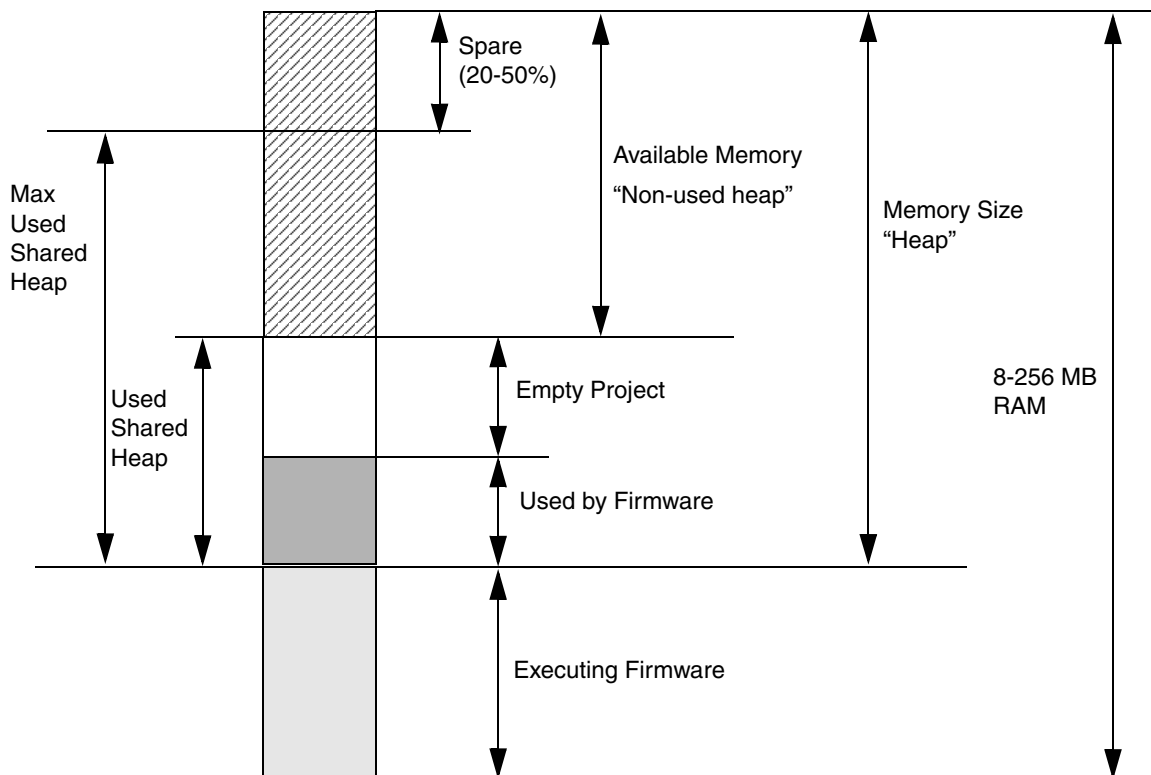 Spare
(20-50%)
Available Memory
“Non-used heap”
Max
Used
Shared
Heap
Memory Size
“Heap”
Used
Shared
Heap
Empty Project
8-256 MB
RAM
Used by Firmware
Executing Firmware